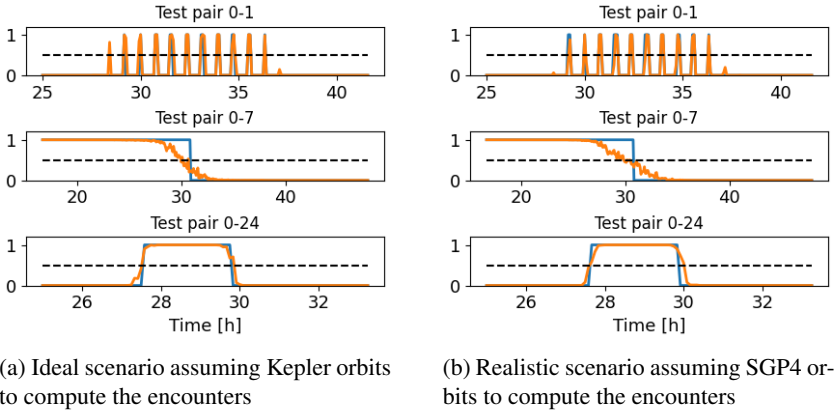 Test pair 0-1
1
0
25 30 35 40
Test pair 0-7
1
0
20 30 40
Test pair 0-24
1
0
26 28 30 32
Time [h]
(a) Ideal scenario assuming Kepler orbits
to compute the encounters
Test pair 0-1
1
0
25 30 35 40
Test pair 0-7
1
0
20 30 40
Test pair 0-24
1
0
26 28 30 32
Time [h]
(b) Realistic scenario assuming SGP4 or-
bits to compute the encounters